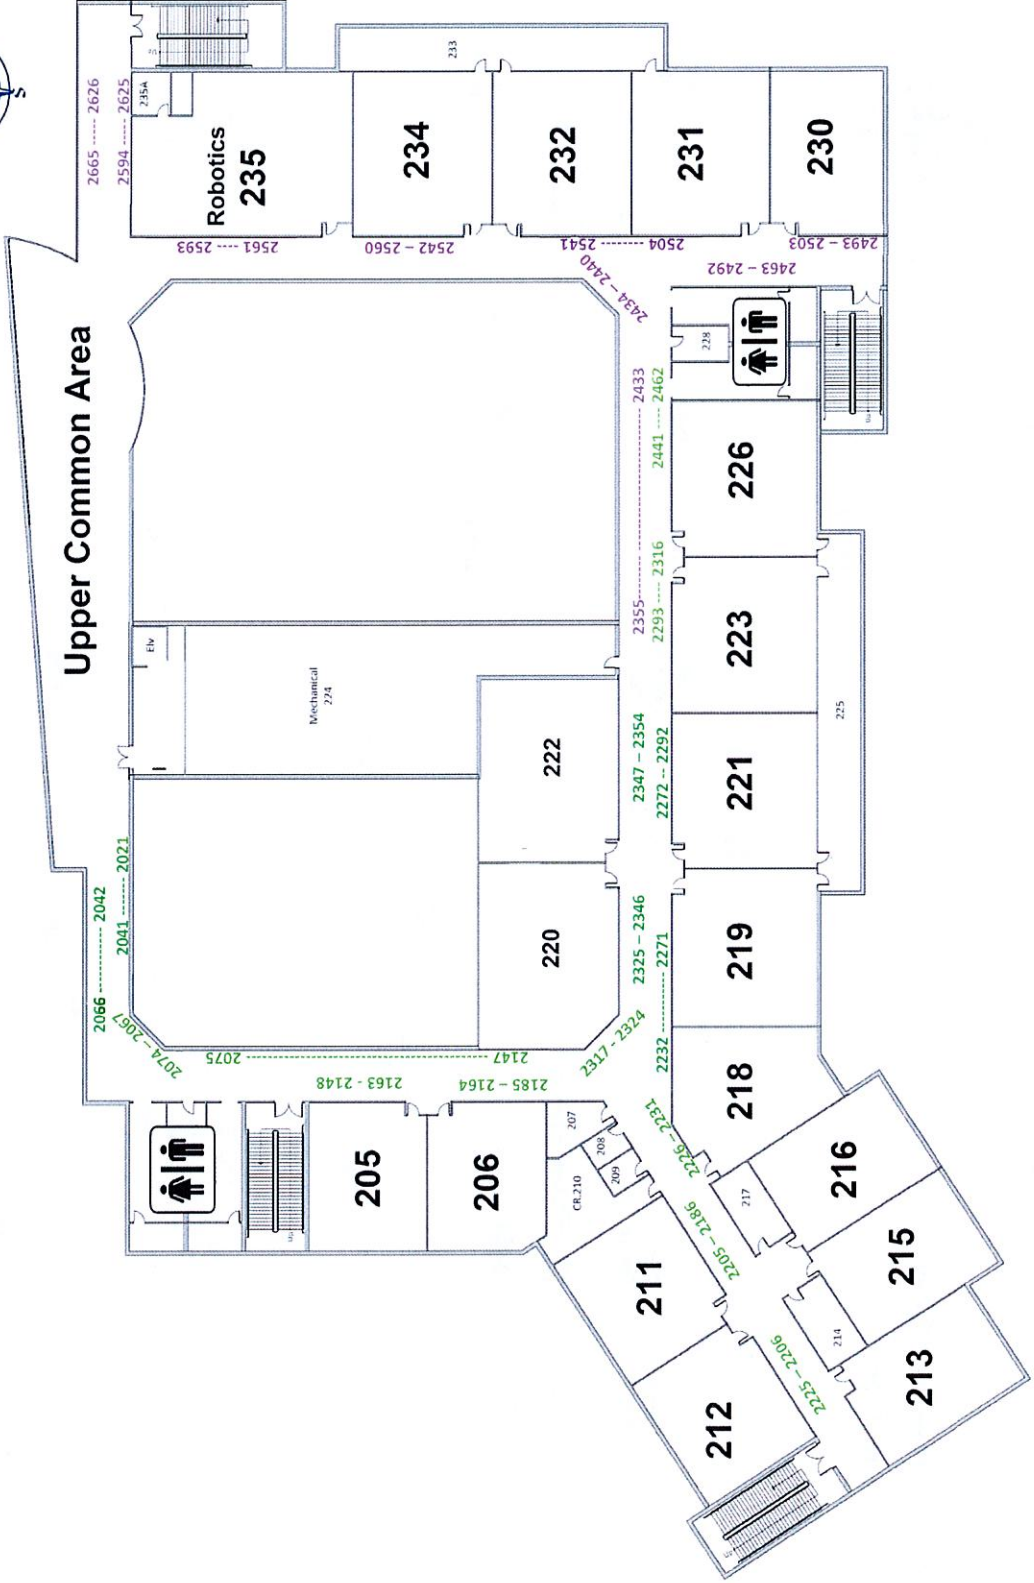 S
2665 ----- 2626
2594 ----- 2625
235A
Up
233
Robotics
235
234
232
231
230
2561 ---- 2593
2542 – 2560
2504 -------- 2541
2493 – 2503
2463 – 2492
2434 – 2440
Upper Common Area
228
2355------------------------2433
2441 ---- 2462
2293 ---- 2316
226
223
221
219
218
225
Elv
Mechanical
224
222
220
2347 – 2354
2272 -- 2292
2325 – 2346
2232 ----------- 2271
2317 - 2324
2066 ----------- 2042
2041 ------- 2021
2074 – 2067
2075 ------------------------ 2147
2163 - 2148
2185 – 2164
205
206
207
208
209
CR.210
2226 – 2231
2205 – 2186
2225 – 2206
211
212
217
216
215
214
213
Up